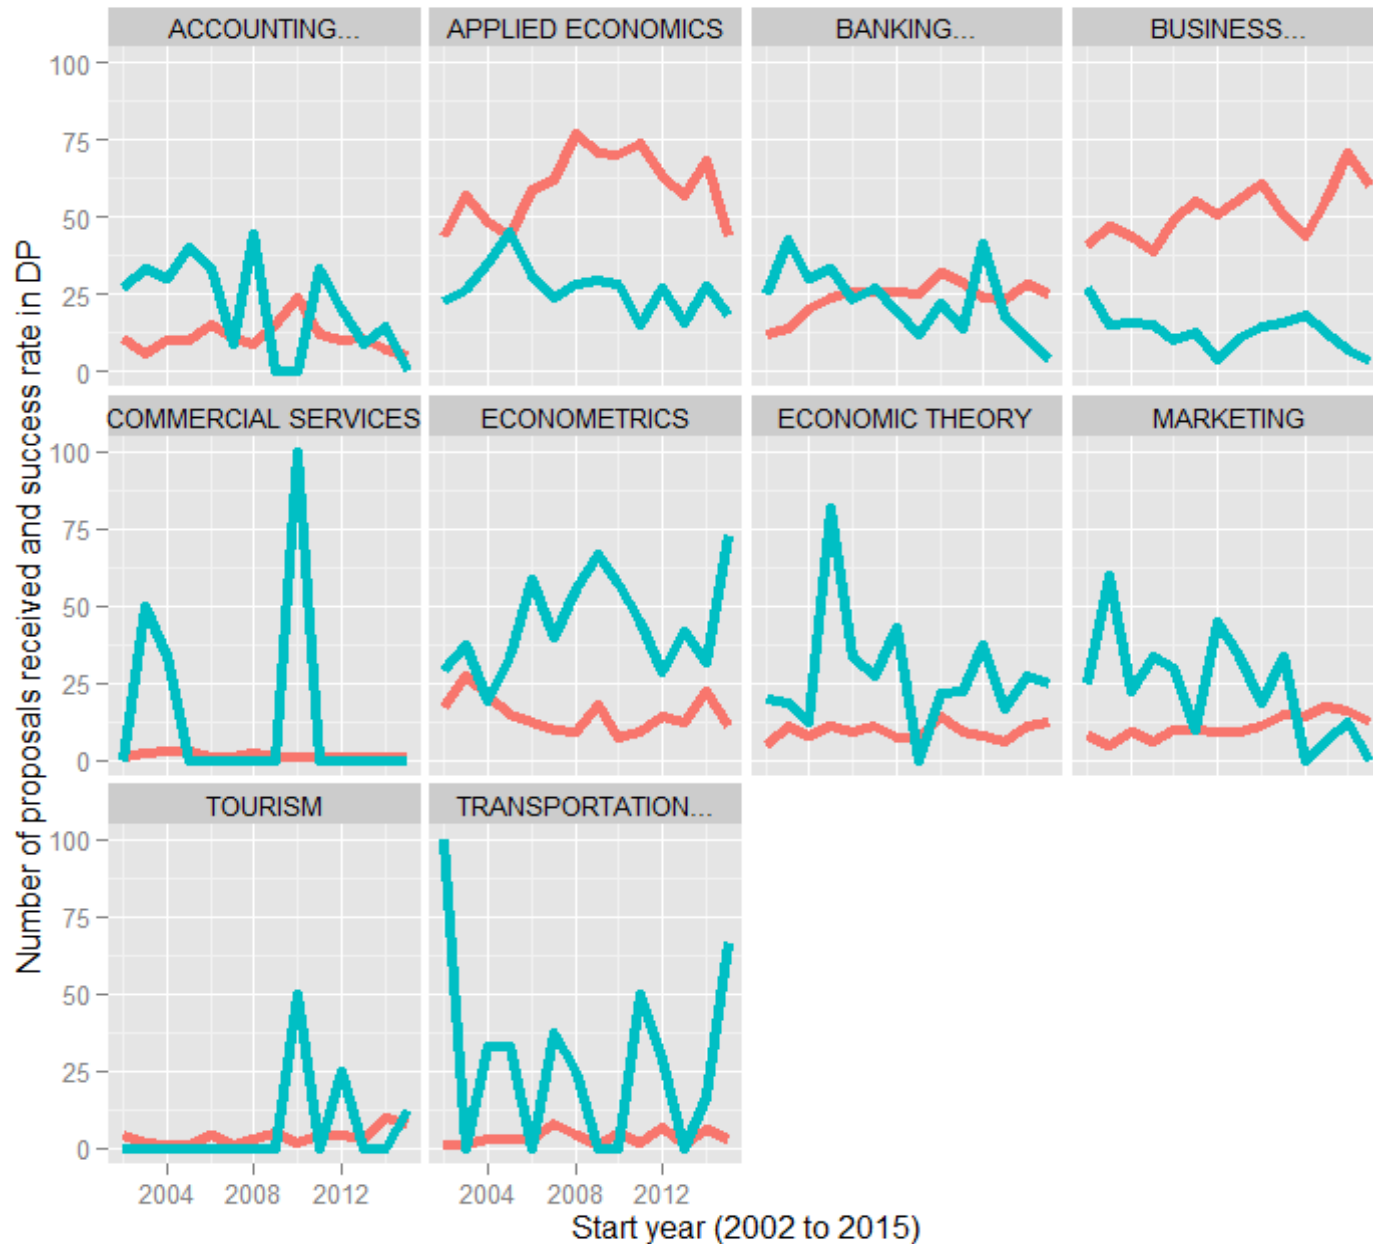 ACCOUNTING...
APPLIED ECONOMICS
BANKING...
BUSINESS...
100
75
50
25
0
COMMERCIAL SERVICES
ECONOMETRICS
ECONOMIC THEORY
MARKETING
100
75
50
25
0
TOURISM
TRANSPORTATION...
100
75
50
25
0
2004 2008 2012
2004 2008 2012
Number of proposals received and success rate in DP
Start year (2002 to 2015)